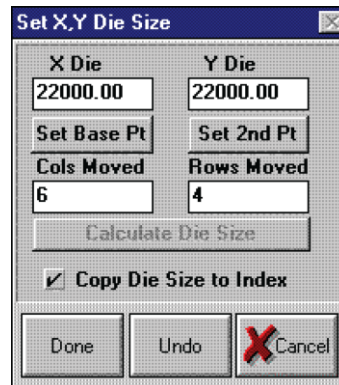 Set X,Y Die Size
X Die Y Die
22000.00 22000.00
Set Base Pt Set 2nd Pt
Cols Moved Rows Moved
6 4
Calculate Die Size
Copy Die Size to Index
Done Undo Cancel